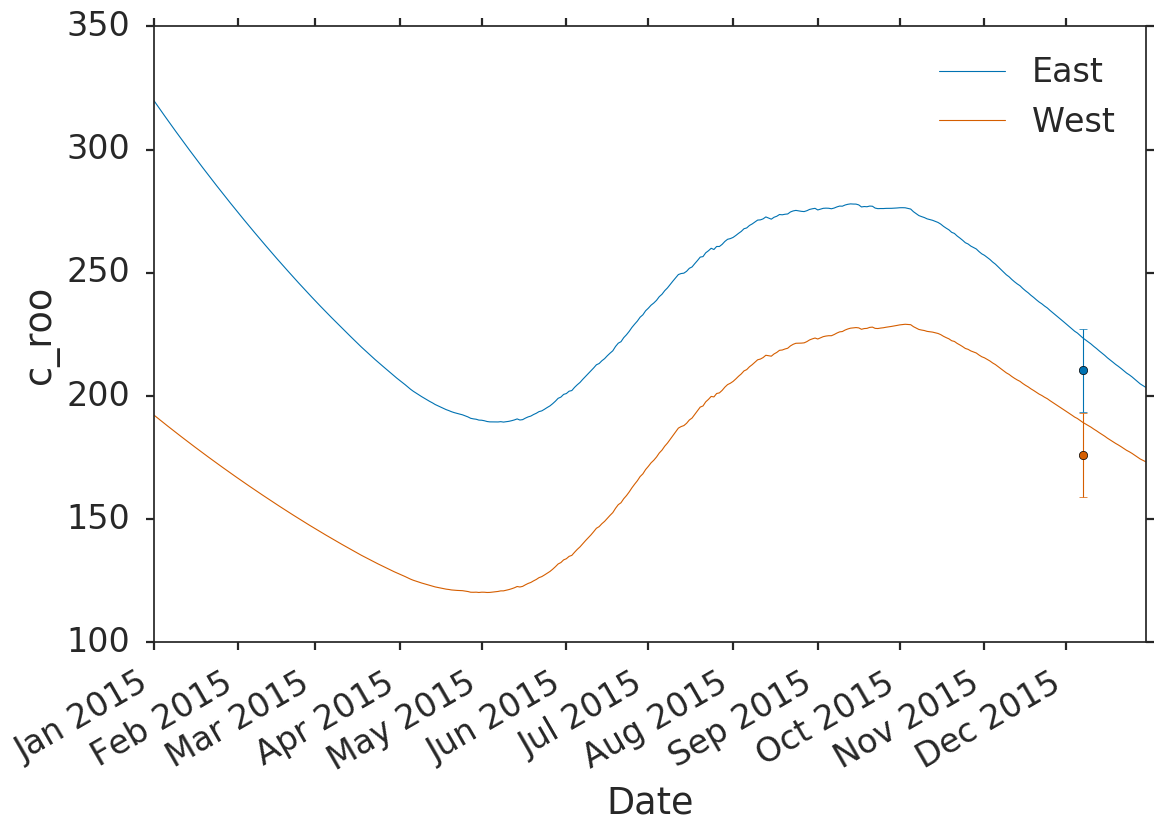 350
300
250
200
150
100
c_roo
East
West
Jan 2015
Feb 2015
Mar 2015
Apr 2015
May 2015
Jun 2015
Jul 2015
Aug 2015
Sep 2015
Oct 2015
Nov 2015
Dec 2015
Date